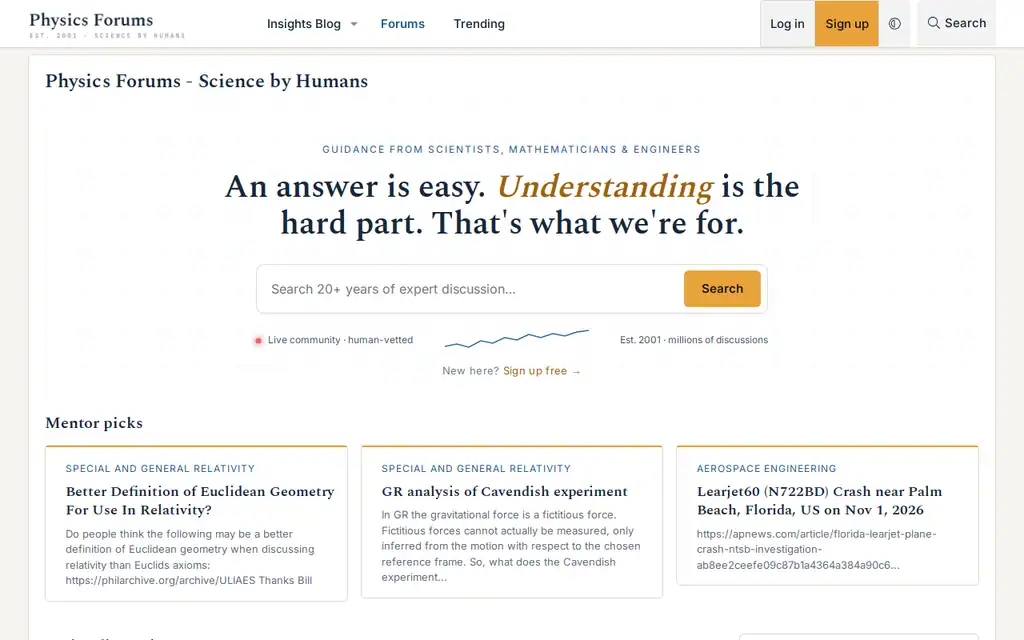 Physics Forums
EST. 2001 · SCIENCE BY HUMANS
Insights Blog
Forums
Trending
Log in
Sign up
Search
Physics Forums - Science by Humans
GUIDANCE FROM SCIENTISTS, MATHEMATICIANS & ENGINEERS
An answer is easy. Understanding is the
hard part. That's what we're for.
Search 20+ years of expert discussion...
Search
Live community · human-vetted
Est. 2001 · millions of discussions
New here? Sign up free →
Mentor picks
SPECIAL AND GENERAL RELATIVITY
Better Definition of Euclidean Geometry
For Use In Relativity?
Do people think the following may be a better
definition of Euclidean geometry when discussing
relativity than Euclids axioms:
https://philarchive.org/archive/ULIAES Thanks Bill
SPECIAL AND GENERAL RELATIVITY
GR analysis of Cavendish experiment
In GR the gravitational force is a fictitious force.
Fictitious forces cannot actually be measured, only
inferred from the motion with respect to the chosen
reference frame. So, what does the Cavendish
experiment...
AEROSPACE ENGINEERING
Learjet60 (N722BD) Crash near Palm
Beach, Florida, US on Nov 1, 2026
https://apnews.com/article/florida-learjet-plane-
crash-ntsb-investigation-
ab8ee2ceefe09c87b1a4364a384a90c6...